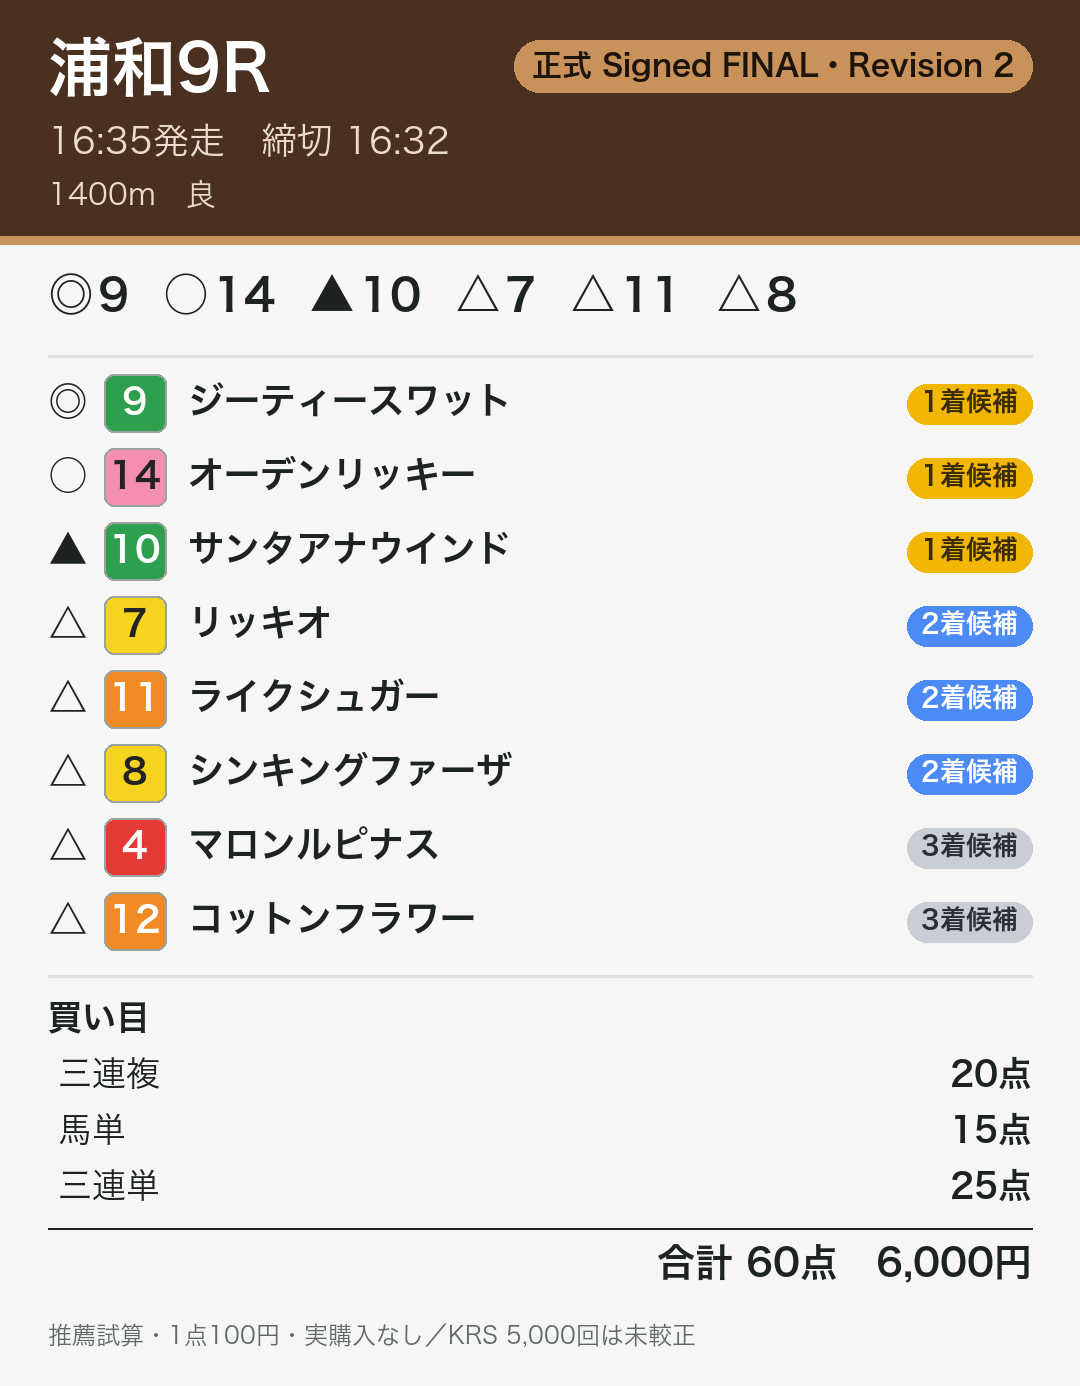 浦和9R
正式 Signed FINAL・Revision 2
16:35発走　締切 16:32
1400m　良
◎9 ○14 ▲10 △7 △11 △8
◎ 9 ジーティースワット 1着候補
○ 14 オーデンリッキー 1着候補
▲ 10 サンタアナウインド 1着候補
△ 7 リッキオ 2着候補
△ 11 ライクシュガー 2着候補
△ 8 シンキングファーザ 2着候補
△ 4 マロンルピナス 3着候補
△ 12 コットンフラワー 3着候補
買い目
三連複 20点
馬単 15点
三連単 25点
合計 60点　6,000円
推薦試算・1点100円・実購入なし／KRS 5,000回は未較正